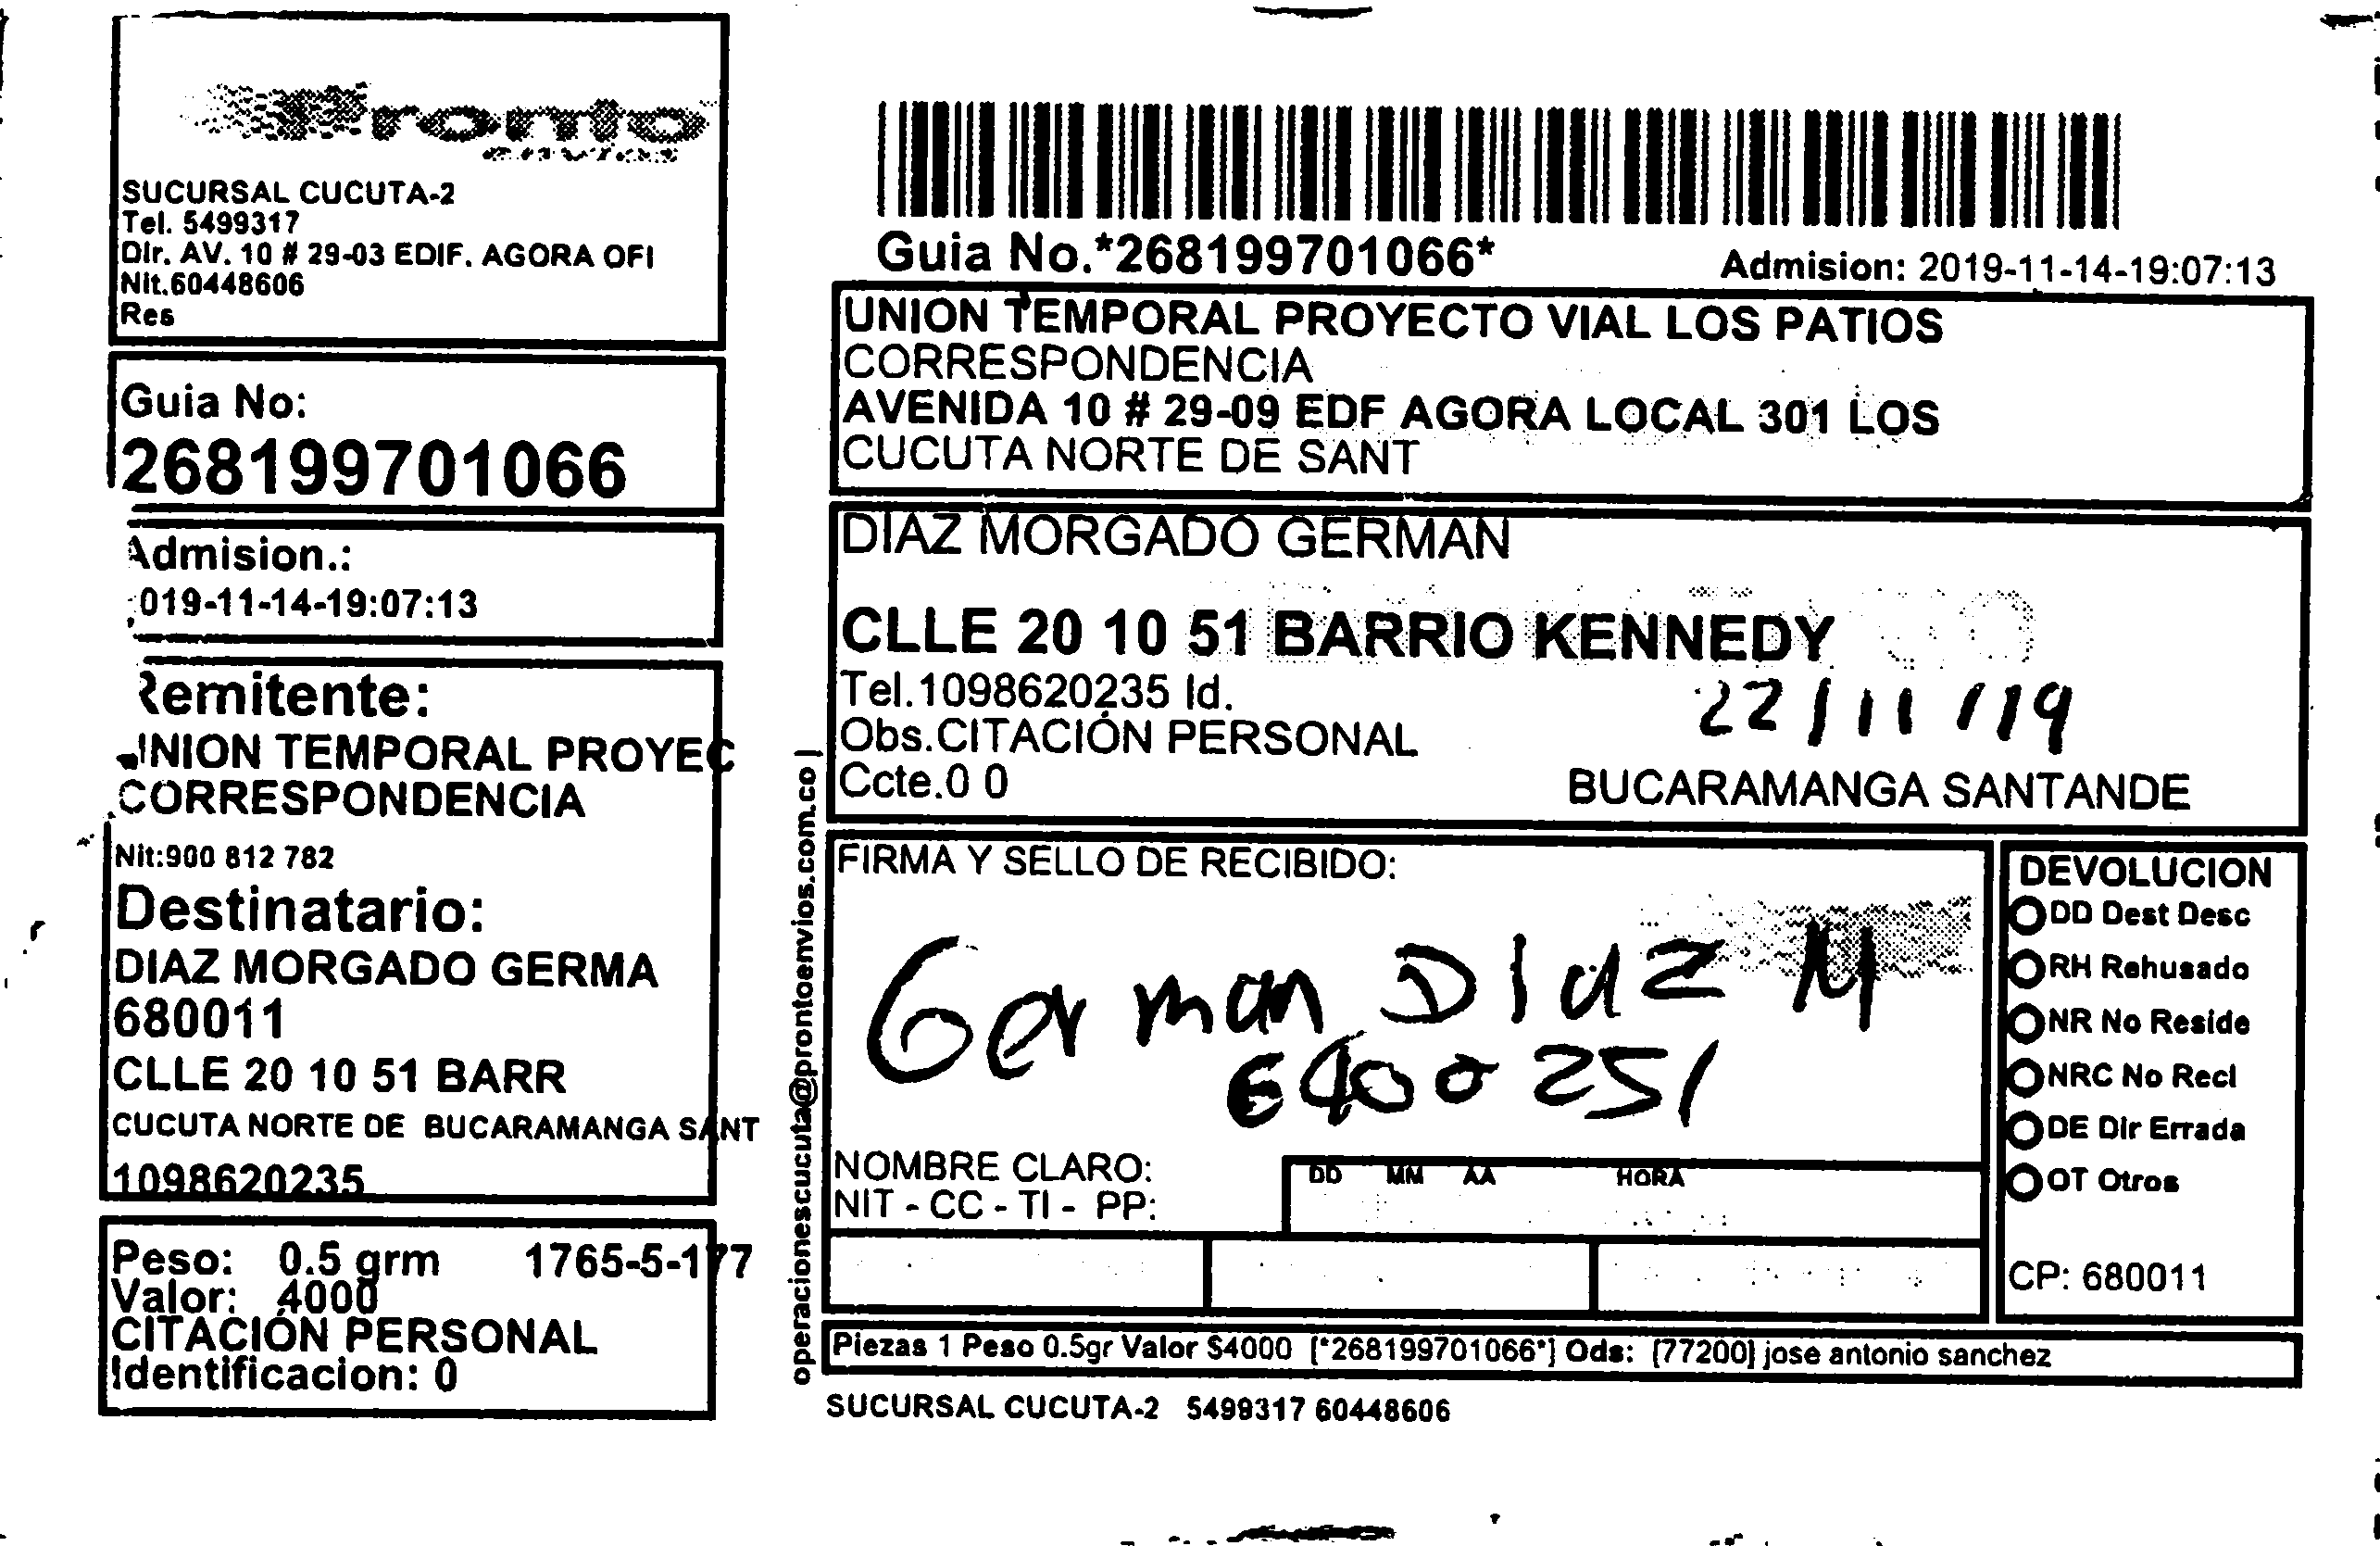 Pronto
envios
SUCURSAL CUCUTA-2
Tel. 5499317
Dir. AV. 10 # 29-03 EDIF. AGORA OFI
Nit.60448606
Res
Guia No:
268199701066
Admision.:
019-11-14-19:07:13
Remitente:
UNION TEMPORAL PROYEC
CORRESPONDENCIA
Nit:900 812 782
Destinatario:
DIAZ MORGADO GERMA
680011
CLLE 20 10 51 BARR
CUCUTA NORTE DE BUCARAMANGA SANT
1098620235
Peso: 0.5 grm 1765-5-177
Valor: 4000
CITACIÓN PERSONAL
Identificacion: 0
operacionescucuta@prontoenvios.com.co |
Guia No.*268199701066*
Admision: 2019-11-14-19:07:13
UNION TEMPORAL PROYECTO VIAL LOS PATIOS
CORRESPONDENCIA
AVENIDA 10 # 29-09 EDF AGORA LOCAL 301 LOS
CUCUTA NORTE DE SANT
DIAZ MORGADO GERMAN
CLLE 20 10 51 BARRIO KENNEDY
Tel.1098620235 Id.
22/11/19
Obs.CITACIÓN PERSONAL
Ccte.0 0
BUCARAMANGA SANTANDE
FIRMA Y SELLO DE RECIBIDO:
German Diaz M
6400251
NOMBRE CLARO:
NIT - CC - TI - PP:
DD MM AA HORA
DEVOLUCION
DD Dest Desc
RH Rehusado
NR No Reside
NRC No Recl
DE Dir Errada
OT Otros
CP: 680011
Piezas 1 Peso 0.5gr Valor $4000 [*268199701066*] Ods: [77200] jose antonio sanchez
SUCURSAL CUCUTA-2 5499317 60448606